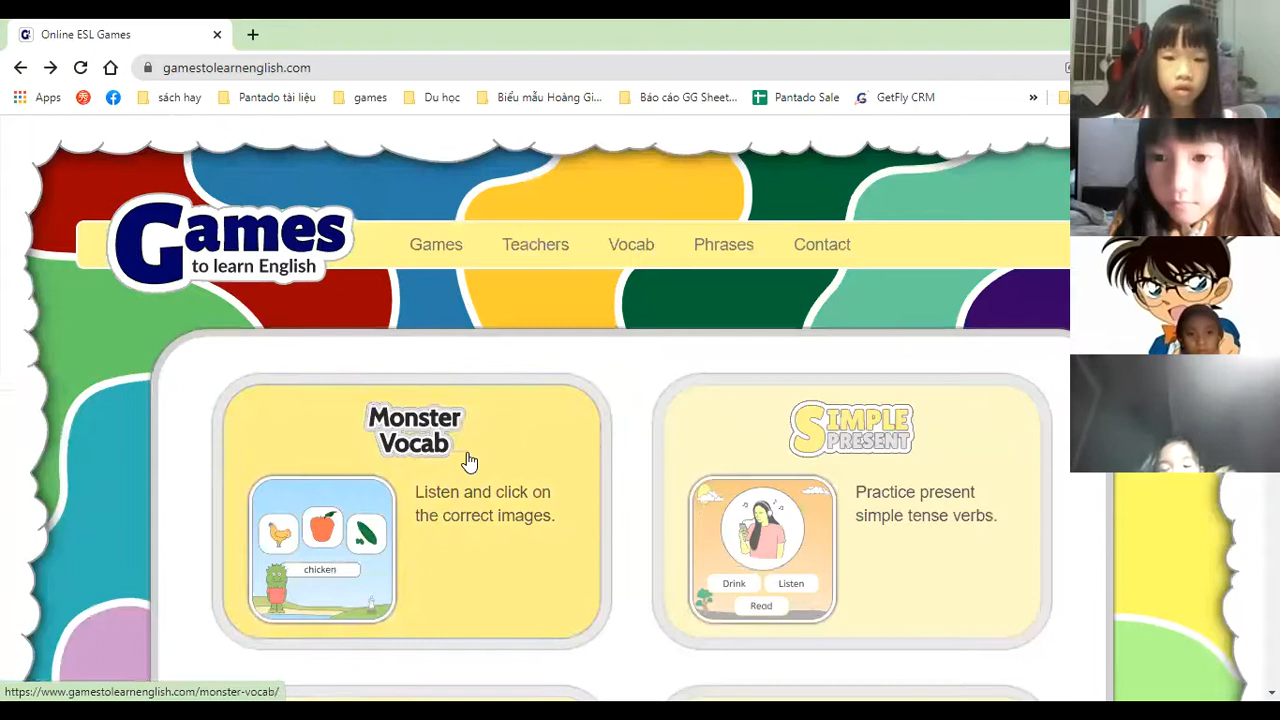 Online ESL Games
gamestolearnenglish.com
Apps
sách hay
Pantado tài liệu
games
Du học
Biểu mẫu Hoàng Gi...
Báo cáo GG Sheet...
Pantado Sale
GetFly CRM
»
Games
to learn English
Games
Teachers
Vocab
Phrases
Contact
Monster
Vocab
Listen and click on
the correct images.
chicken
SIMPLE
PRESENT
Practice present
simple tense verbs.
Drink
Listen
Read
https://www.gamestolearnenglish.com/monster-vocab/